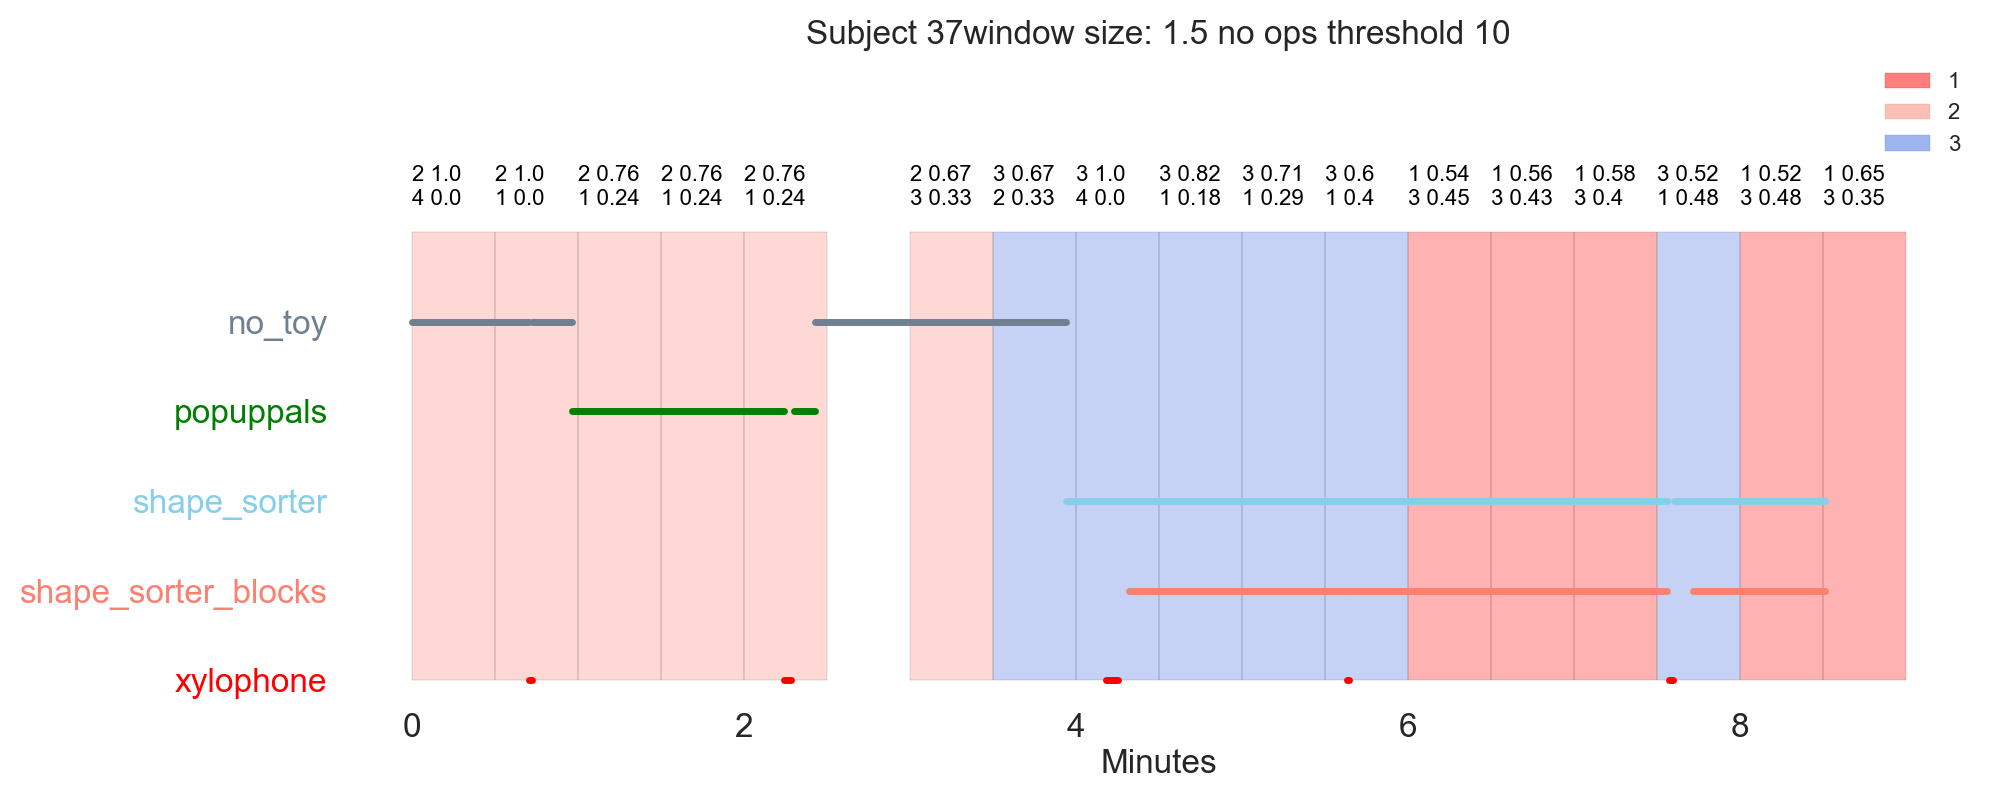 Subject 37window size: 1.5 no ops threshold 10
1
2
3
2 1.0 2 1.0 2 0.76 2 0.76 2 0.76 2 0.67 3 0.67 3 1.0 3 0.82 3 0.71 3 0.6 1 0.54 1 0.56 1 0.58 3 0.52 1 0.52 1 0.65
4 0.0 1 0.0 1 0.24 1 0.24 1 0.24 3 0.33 2 0.33 4 0.0 1 0.18 1 0.29 1 0.4 3 0.45 3 0.43 3 0.4 1 0.48 3 0.48 3 0.35
no_toy
popuppals
shape_sorter
shape_sorter_blocks
xylophone
0 2 4 6 8
Minutes